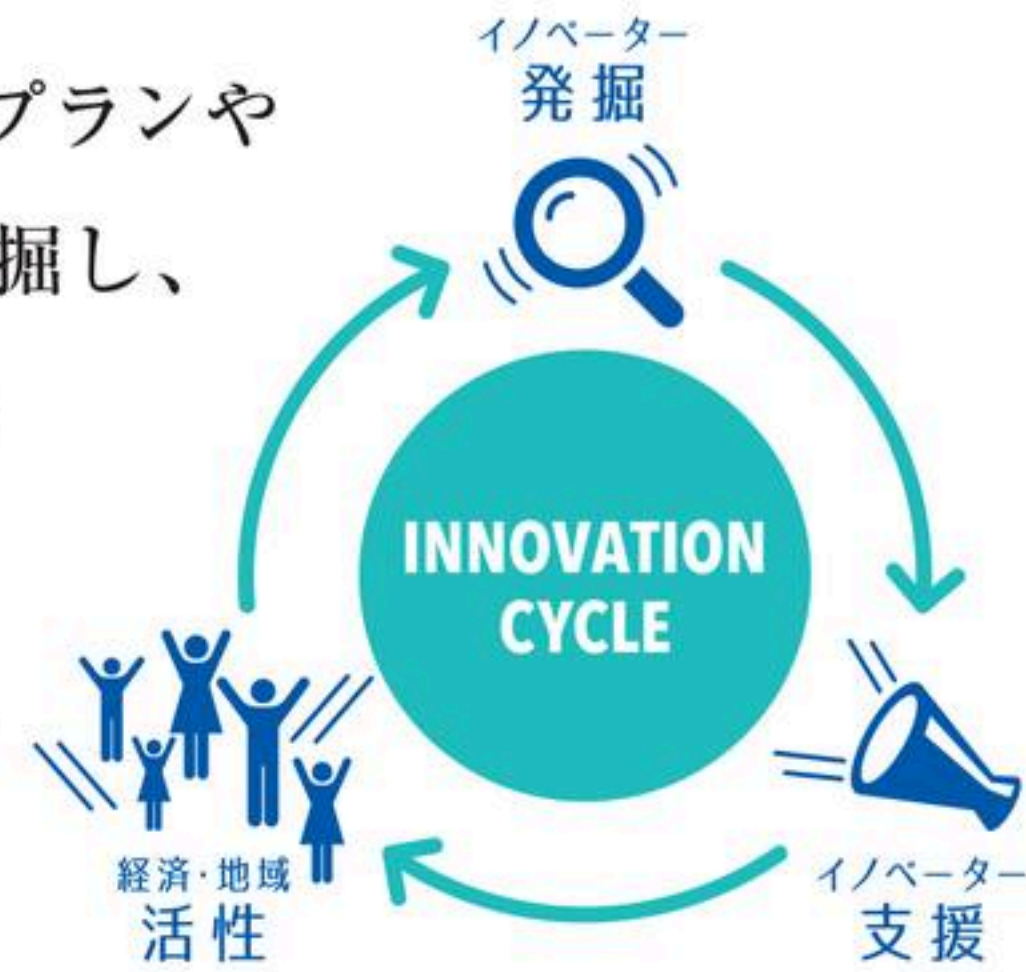 プランや
掘し、
イノベーター
発掘
INNOVATION
CYCLE
経済·地域
活性
イノベーター
支援